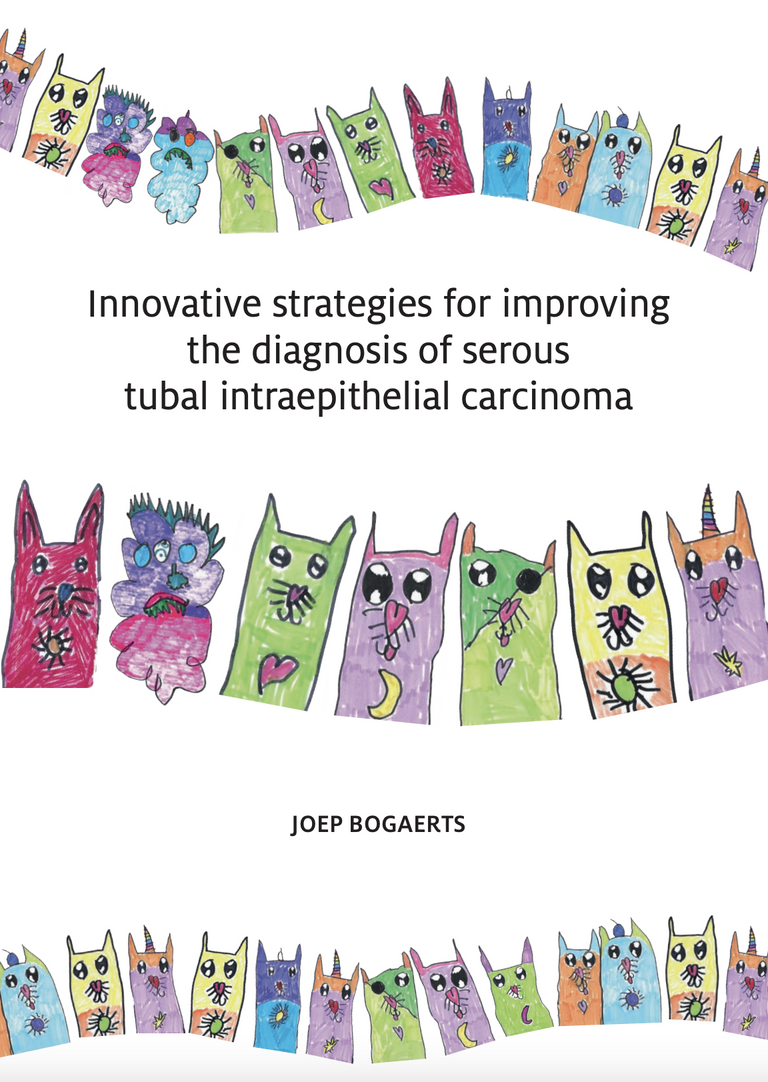 Innovative strategies for improving
the diagnosis of serous
tubal intraepithelial carcinoma
JOEP BOGAERTS